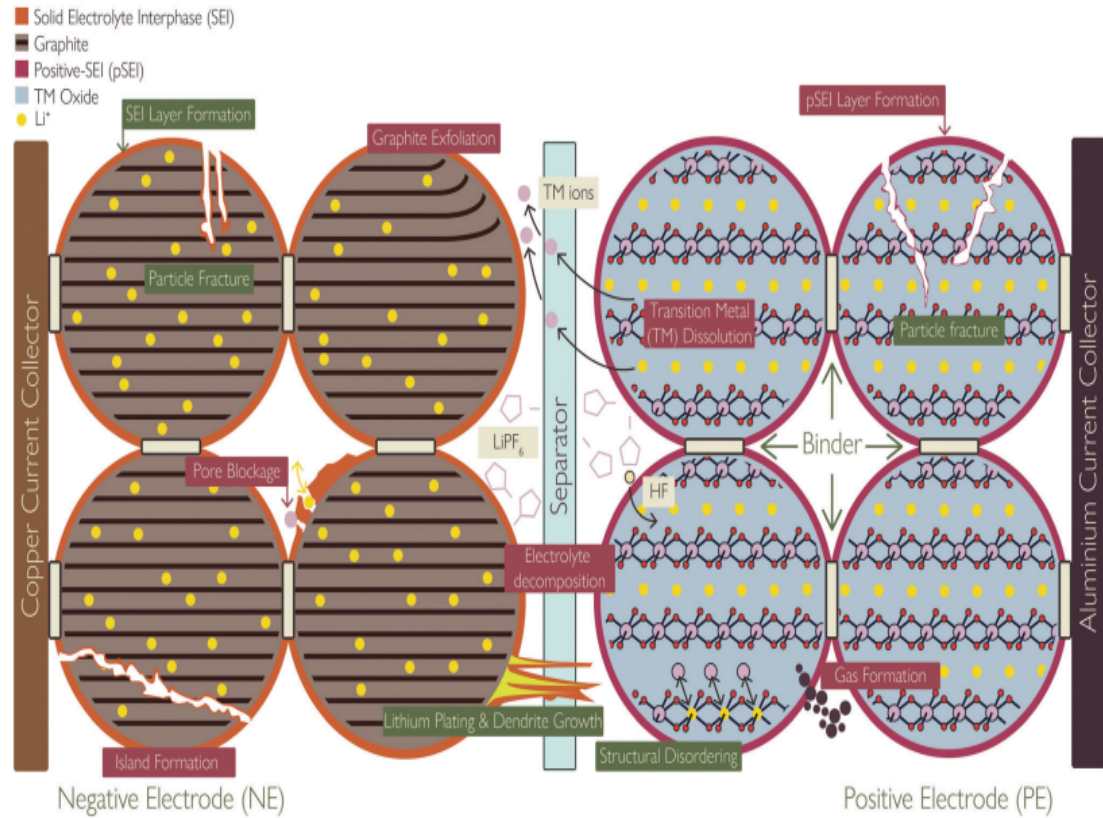 Solid Electrolyte Interphase (SEI)
Graphite
Positive-SEI (pSEI)
TM Oxide
Li⁺
SEI Layer Formation
Graphite Exfoliation
pSEI Layer Formation
TM ions
Particle Fracture
Transition Metal
(TM) Dissolution
Particle fracture
Copper Current Collector
Separator
Aluminium Current Collector
LiPF₆
Binder
Pore Blockage
HF
Electrolyte
decomposition
Gas Formation
Lithium Plating & Dendrite Growth
Structural Disordering
Island Formation
Negative Electrode (NE)
Positive Electrode (PE)